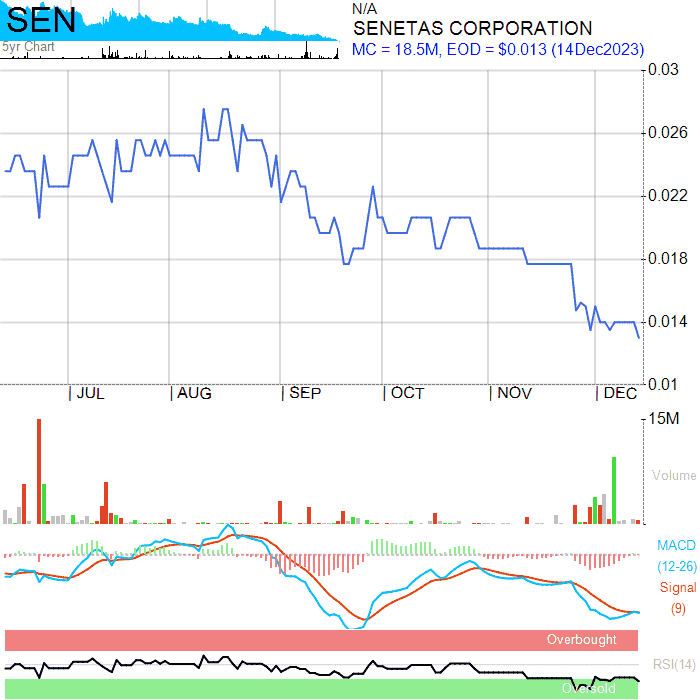 SEN
5yr Chart
N/A
SENETAS CORPORATION
MC = 18.5M, EOD = $0.013 (14Dec2023)
0.03
0.026
0.022
0.018
0.014
0.01
JUL AUG SEP OCT NOV DEC
15M
Volume
MACD
(12-26)
Signal
(9)
Overbought
RSI(14)
Oversold